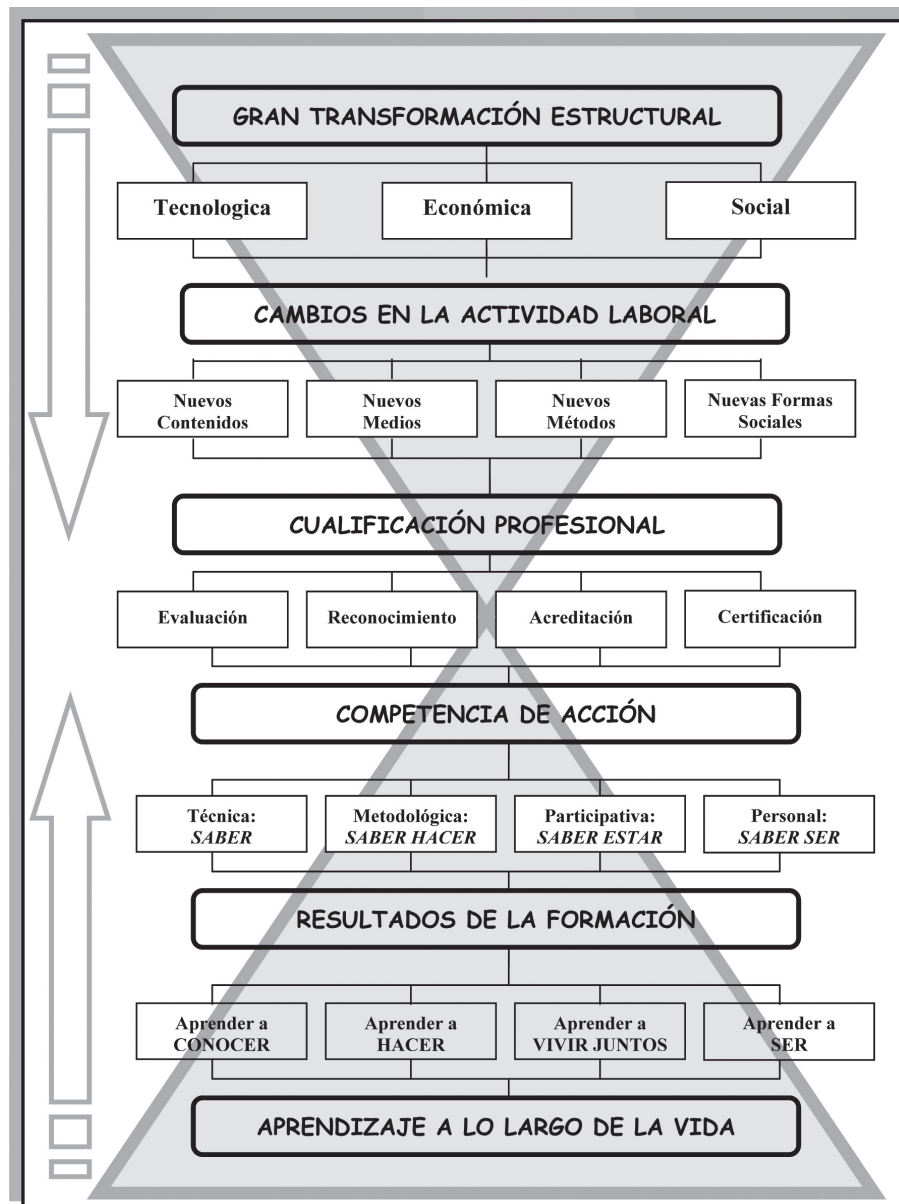 GRAN TRANSFORMACIÓN ESTRUCTURAL
Tecnologica
Económica
Social
CAMBIOS EN LA ACTIVIDAD LABORAL
Nuevos
Contenidos
Nuevos
Medios
Nuevos
Métodos
Nuevas Formas
Sociales
CUALIFICACIÓN PROFESIONAL
Evaluación
Reconocimiento
Acreditación
Certificación
COMPETENCIA DE ACCIÓN
Técnica:
SABER
Metodológica:
SABER HACER
Participativa:
SABER ESTAR
Personal:
SABER SER
RESULTADOS DE LA FORMACIÓN
Aprender a
CONOCER
Aprender a
HACER
Aprender a
VIVIR JUNTOS
Aprender a
SER
APRENDIZAJE A LO LARGO DE LA VIDA